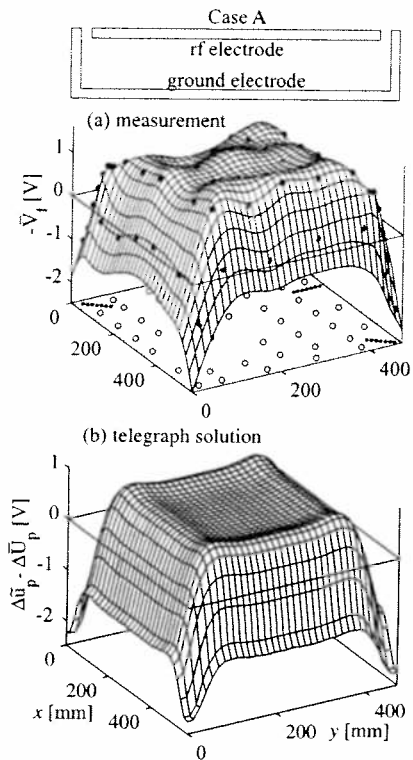 Case A
rf electrode
ground electrode
(a) measurement
1
0
-1
-2
-V̄f [V]
0
200
400
0
200
400
(b) telegraph solution
1
0
-1
-2
Δũp - ΔŨp [V]
0
200
400
x [mm]
0
200
400
y [mm]